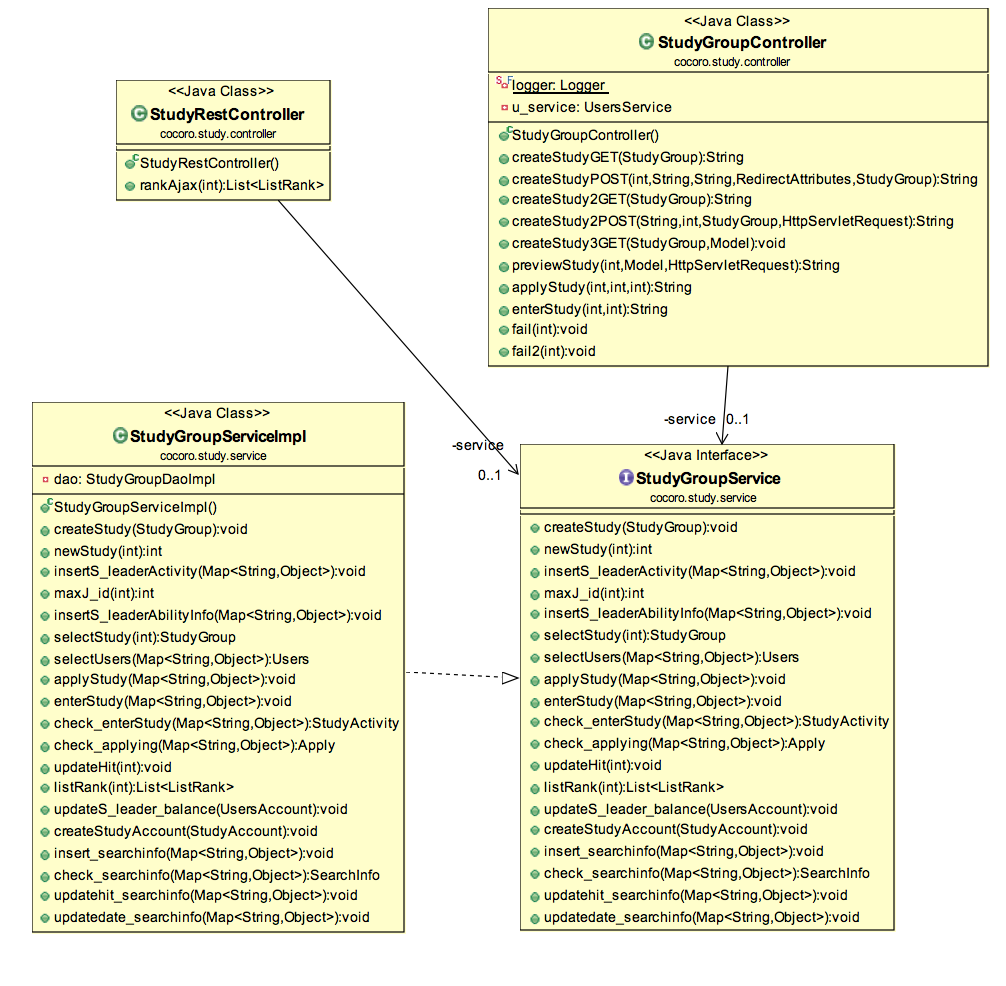 <<Java Class>>
StudyGroupController
cocoro.study.controller
logger: Logger
u_service: UsersService
StudyGroupController()
createStudyGET(StudyGroup):String
createStudyPOST(int,String,String,RedirectAttributes,StudyGroup):String
createStudy2GET(StudyGroup):String
createStudy2POST(String,int,StudyGroup,HttpServletRequest):String
createStudy3GET(StudyGroup,Model):void
previewStudy(int,Model,HttpServletRequest):String
applyStudy(int,int,int):String
enterStudy(int,int):String
fail(int):void
fail2(int):void
<<Java Class>>
StudyRestController
cocoro.study.controller
StudyRestController()
rankAjax(int):List<ListRank>
-service 0..1
-service
0..1
<<Java Class>>
StudyGroupServiceImpl
cocoro.study.service
dao: StudyGroupDaoImpl
StudyGroupServiceImpl()
createStudy(StudyGroup):void
newStudy(int):int
insertS_leaderActivity(Map<String,Object>):void
maxJ_id(int):int
insertS_leaderAbilityInfo(Map<String,Object>):void
selectStudy(int):StudyGroup
selectUsers(Map<String,Object>):Users
applyStudy(Map<String,Object>):void
enterStudy(Map<String,Object>):void
check_enterStudy(Map<String,Object>):StudyActivity
check_applying(Map<String,Object>):Apply
updateHit(int):void
listRank(int):List<ListRank>
updateS_leader_balance(UsersAccount):void
createStudyAccount(StudyAccount):void
insert_searchinfo(Map<String,Object>):void
check_searchinfo(Map<String,Object>):SearchInfo
updatehit_searchinfo(Map<String,Object>):void
updatedate_searchinfo(Map<String,Object>):void
<<Java Interface>>
StudyGroupService
cocoro.study.service
createStudy(StudyGroup):void
newStudy(int):int
insertS_leaderActivity(Map<String,Object>):void
maxJ_id(int):int
insertS_leaderAbilityInfo(Map<String,Object>):void
selectStudy(int):StudyGroup
selectUsers(Map<String,Object>):Users
applyStudy(Map<String,Object>):void
enterStudy(Map<String,Object>):void
check_enterStudy(Map<String,Object>):StudyActivity
check_applying(Map<String,Object>):Apply
updateHit(int):void
listRank(int):List<ListRank>
updateS_leader_balance(UsersAccount):void
createStudyAccount(StudyAccount):void
insert_searchinfo(Map<String,Object>):void
check_searchinfo(Map<String,Object>):SearchInfo
updatehit_searchinfo(Map<String,Object>):void
updatedate_searchinfo(Map<String,Object>):void